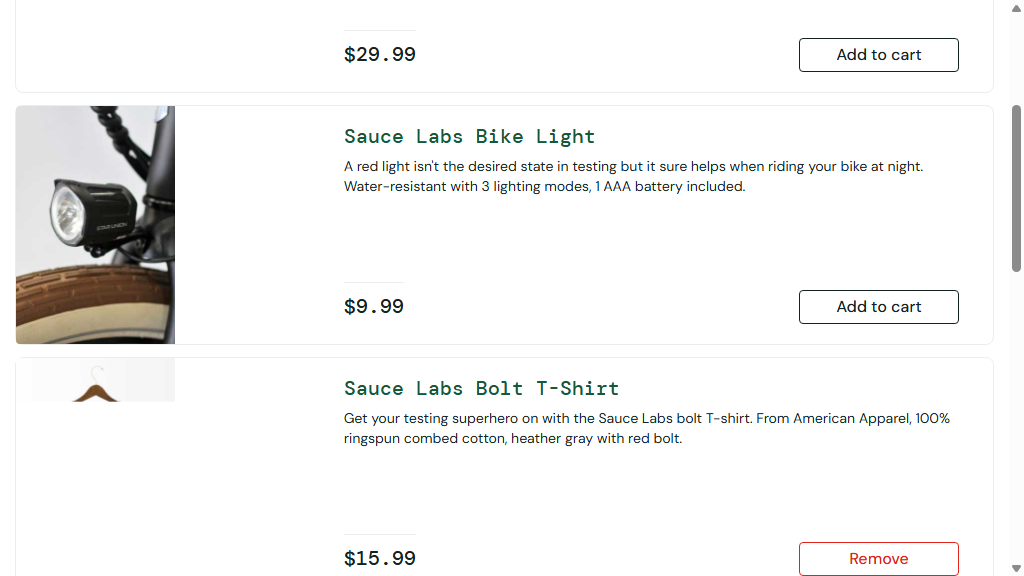 $29.99
Add to cart
STAR UNION
Sauce Labs Bike Light
A red light isn't the desired state in testing but it sure helps when riding your bike at night.
Water-resistant with 3 lighting modes, 1 AAA battery included.
$9.99
Add to cart
Sauce Labs Bolt T-Shirt
Get your testing superhero on with the Sauce Labs bolt T-shirt. From American Apparel, 100%
ringspun combed cotton, heather gray with red bolt.
$15.99
Remove